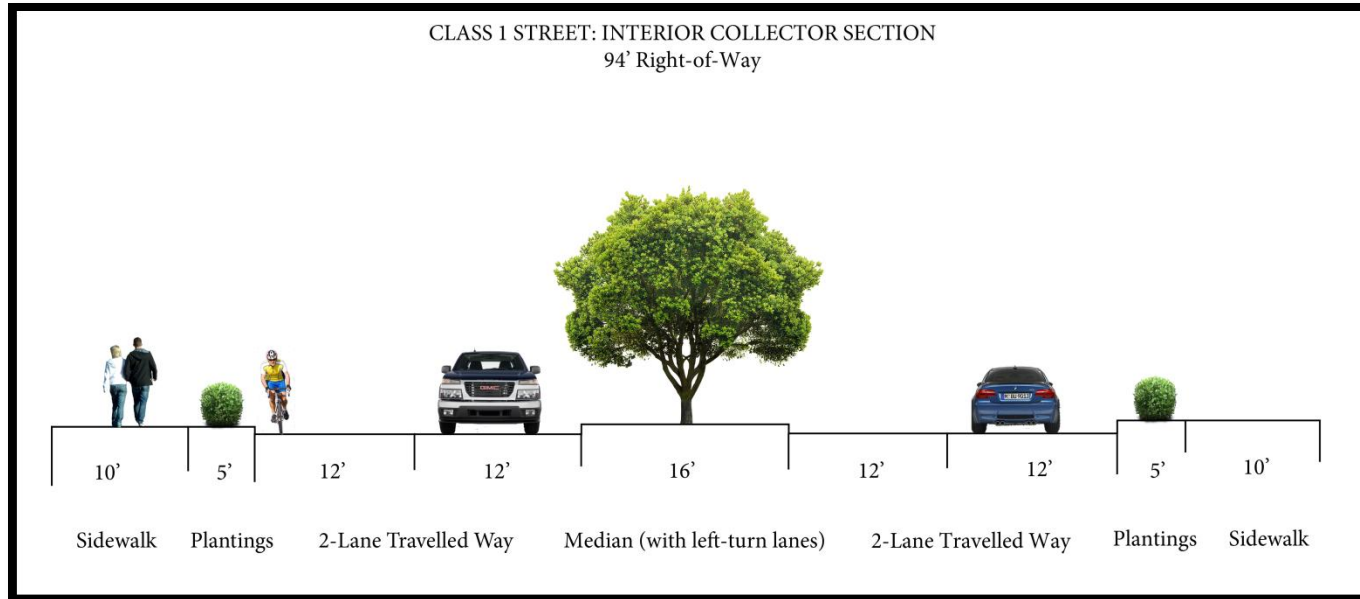 CLASS 1 STREET: INTERIOR COLLECTOR SECTION
94’ Right-of-Way
GMC
10’ 5’ 12’ 12’ 16’ 12’ 12’ 5’ 10’
Sidewalk Plantings 2-Lane Travelled Way Median (with left-turn lanes) 2-Lane Travelled Way Plantings Sidewalk